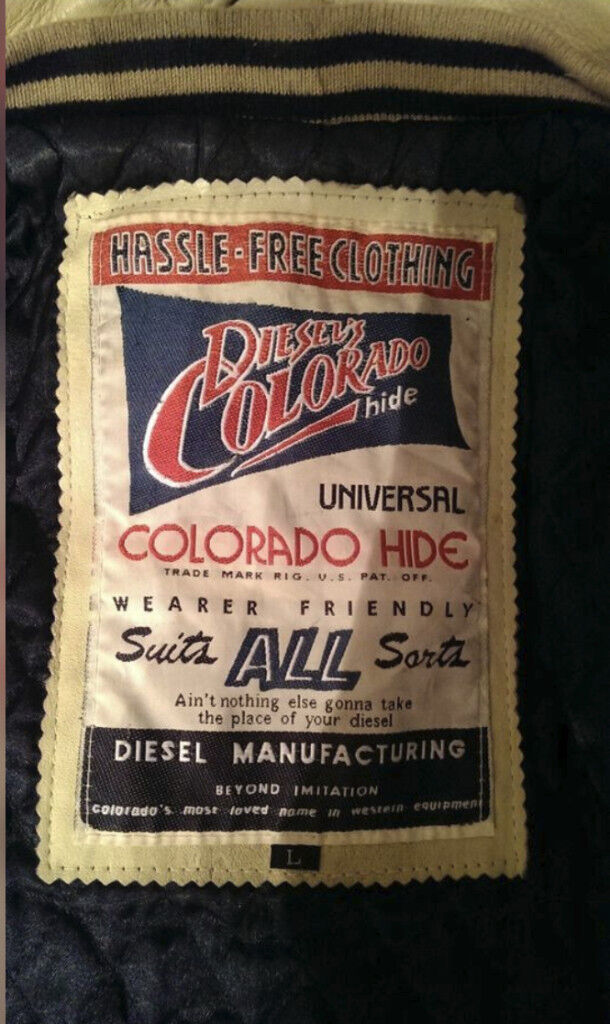 HASSLE-FREE CLOTHING
DIESEL'S
COLORADO
hide
UNIVERSAL
COLORADO HIDE
TRADE MARK RIG. U.S. PAT. OFF.
WEARER FRIENDLY
Suits ALL Sorts
Ain't nothing else gonna take
the place of your diesel
DIESEL MANUFACTURING
BEYOND IMITATION
Colorado's most loved name in western equipment
L